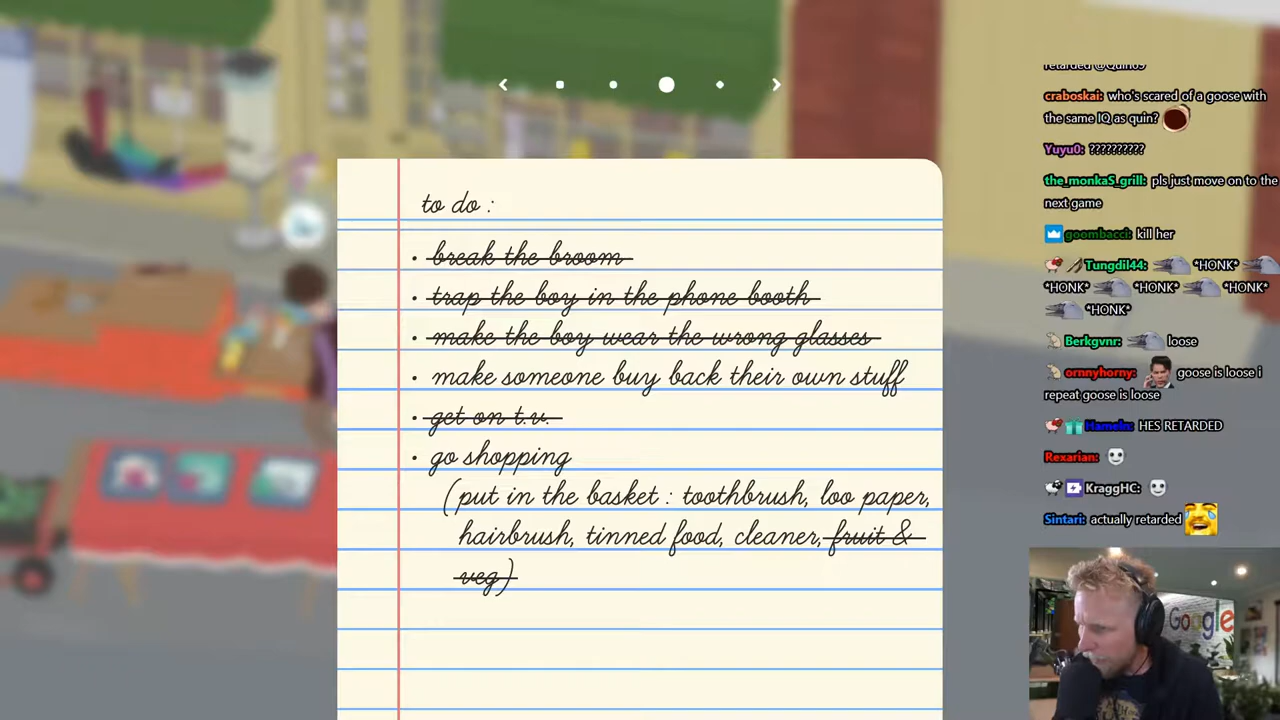 to do :
• break the broom
• trap the boy in the phone booth
• make the boy wear the wrong glasses
• make someone buy back their own stuff
• get on t.v.
• go shopping
(put in the basket : toothbrush, loo paper,
hairbrush, tinned food, cleaner, fruit &
veg)
retarded @Quin69
craboskai: who's scared of a goose with
the same IQ as quin?
Yuyu0: ??????????
the_monkaS_grill: pls just move on to the
next game
goombacci: kill her
Tungdil44: *HONK*
*HONK* *HONK* *HONK*
*HONK*
Berkgvnr: loose
ornnyhorny: goose is loose i
repeat goose is loose
Hameln: HES RETARDED
Rexarian:
KraggHC:
Sintari: actually retarded
Google